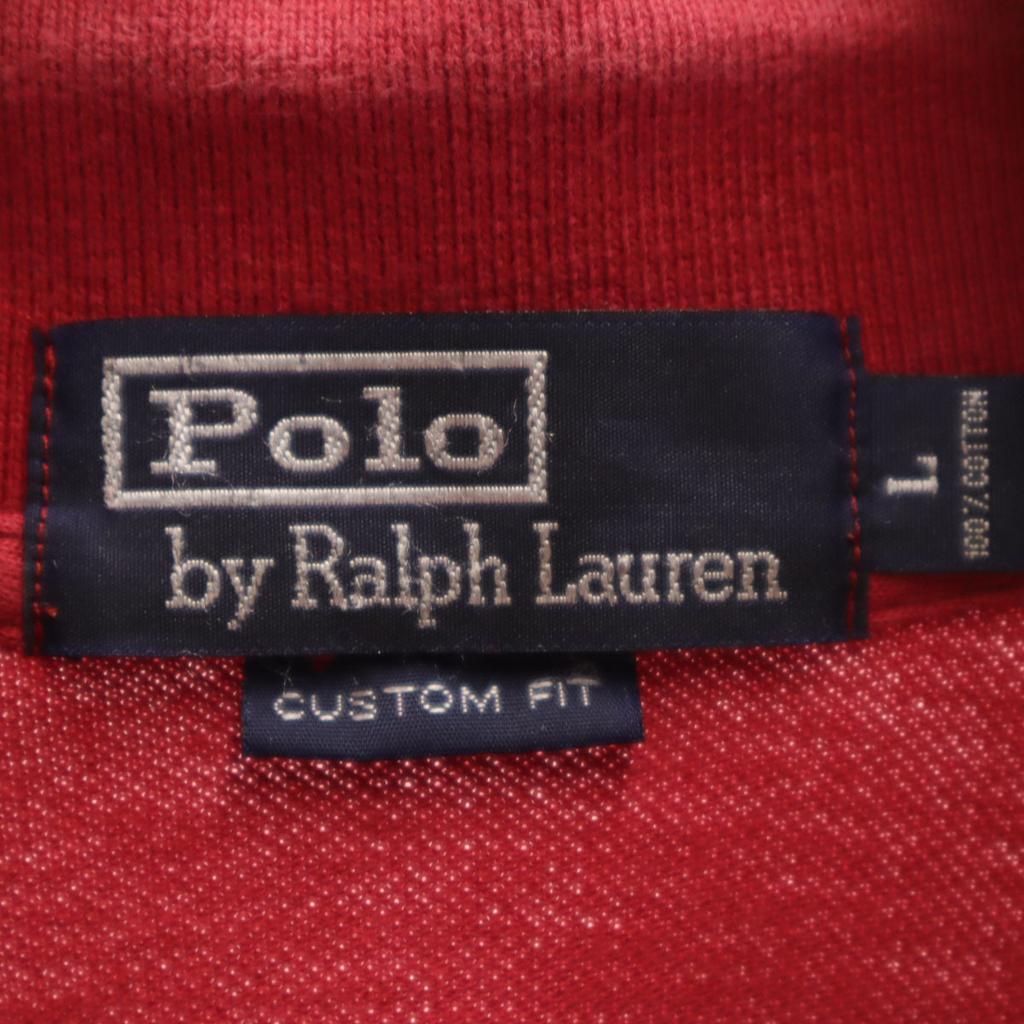 Polo
by Ralph Lauren
CUSTOM FIT
L
100% COTTON